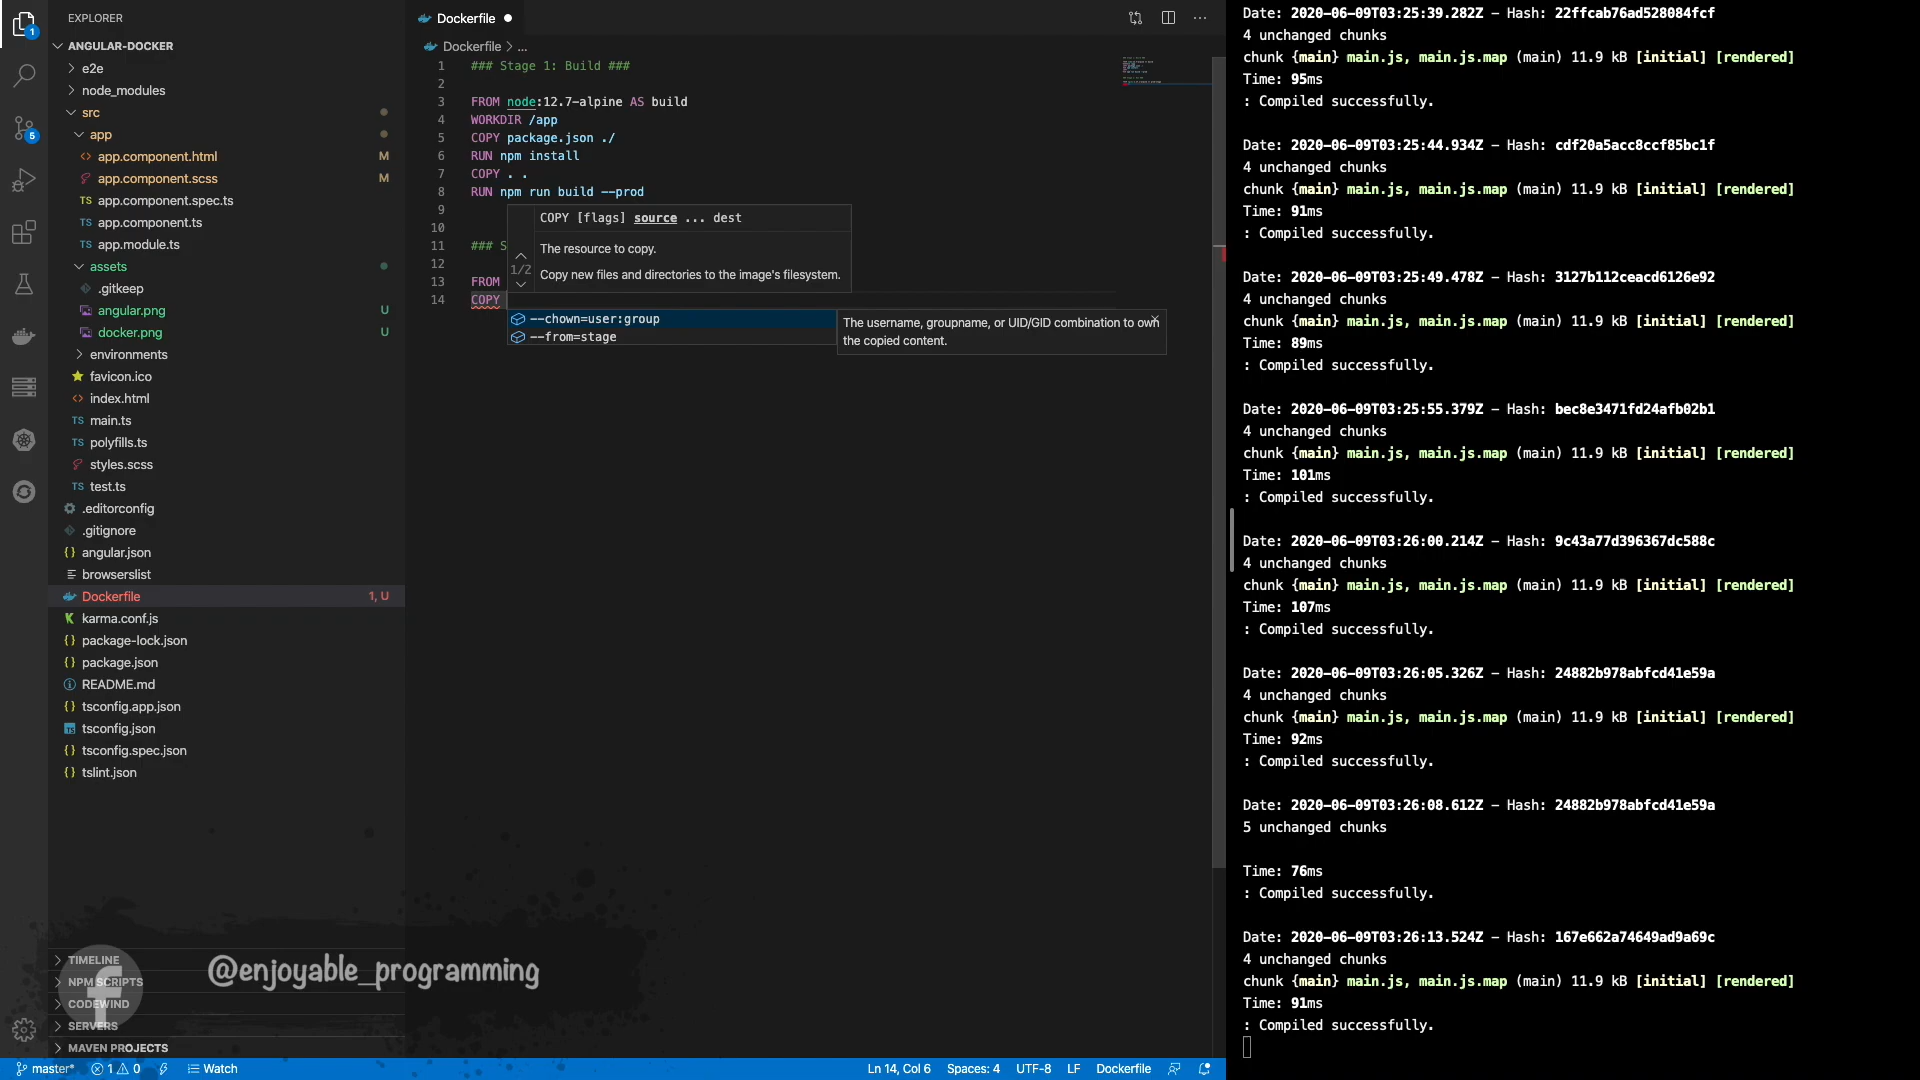 EXPLORER
ANGULAR-DOCKER
e2e
node_modules
src
app
app.component.html M
app.component.scss M
app.component.spec.ts
app.component.ts
app.module.ts
assets
.gitkeep
angular.png U
docker.png U
environments
favicon.ico
index.html
main.ts
polyfills.ts
styles.scss
test.ts
.editorconfig
.gitignore
angular.json
browserslist
Dockerfile 1, U
karma.conf.js
package-lock.json
package.json
README.md
tsconfig.app.json
tsconfig.json
tsconfig.spec.json
tslint.json
TIMELINE
NPM SCRIPTS
CODEWIND
SERVERS
MAVEN PROJECTS
@enjoyable_programming
1
5
Dockerfile
Dockerfile > ...
1 ### Stage 1: Build ###
2
3 FROM node:12.7-alpine AS build
4 WORKDIR /app
5 COPY package.json ./
6 RUN npm install
7 COPY . .
8 RUN npm run build --prod
9
10
11 ### S
12
13 FROM
14 COPY
COPY [flags] source ... dest
1/2
The resource to copy.
Copy new files and directories to the image's filesystem.
--chown=user:group
--from=stage
The username, groupname, or UID/GID combination to own
the copied content.
Date: 2020-06-09T03:25:39.282Z - Hash: 22ffcab76ad528084fcf
4 unchanged chunks
chunk {main} main.js, main.js.map (main) 11.9 kB [initial] [rendered]
Time: 95ms
: Compiled successfully.
Date: 2020-06-09T03:25:44.934Z - Hash: cdf20a5acc8ccf85bc1f
4 unchanged chunks
chunk {main} main.js, main.js.map (main) 11.9 kB [initial] [rendered]
Time: 91ms
: Compiled successfully.
Date: 2020-06-09T03:25:49.478Z - Hash: 3127b112ceacd6126e92
4 unchanged chunks
chunk {main} main.js, main.js.map (main) 11.9 kB [initial] [rendered]
Time: 89ms
: Compiled successfully.
Date: 2020-06-09T03:25:55.379Z - Hash: bec8e3471fd24afb02b1
4 unchanged chunks
chunk {main} main.js, main.js.map (main) 11.9 kB [initial] [rendered]
Time: 101ms
: Compiled successfully.
Date: 2020-06-09T03:26:00.214Z - Hash: 9c43a77d396367dc588c
4 unchanged chunks
chunk {main} main.js, main.js.map (main) 11.9 kB [initial] [rendered]
Time: 107ms
: Compiled successfully.
Date: 2020-06-09T03:26:05.326Z - Hash: 24882b978abfcd41e59a
4 unchanged chunks
chunk {main} main.js, main.js.map (main) 11.9 kB [initial] [rendered]
Time: 92ms
: Compiled successfully.
Date: 2020-06-09T03:26:08.612Z - Hash: 24882b978abfcd41e59a
5 unchanged chunks
Time: 76ms
: Compiled successfully.
Date: 2020-06-09T03:26:13.524Z - Hash: 167e662a74649ad9a69c
4 unchanged chunks
chunk {main} main.js, main.js.map (main) 11.9 kB [initial] [rendered]
Time: 91ms
: Compiled successfully.
master* 1 0 Watch Ln 14, Col 6 Spaces: 4 UTF-8 LF Dockerfile